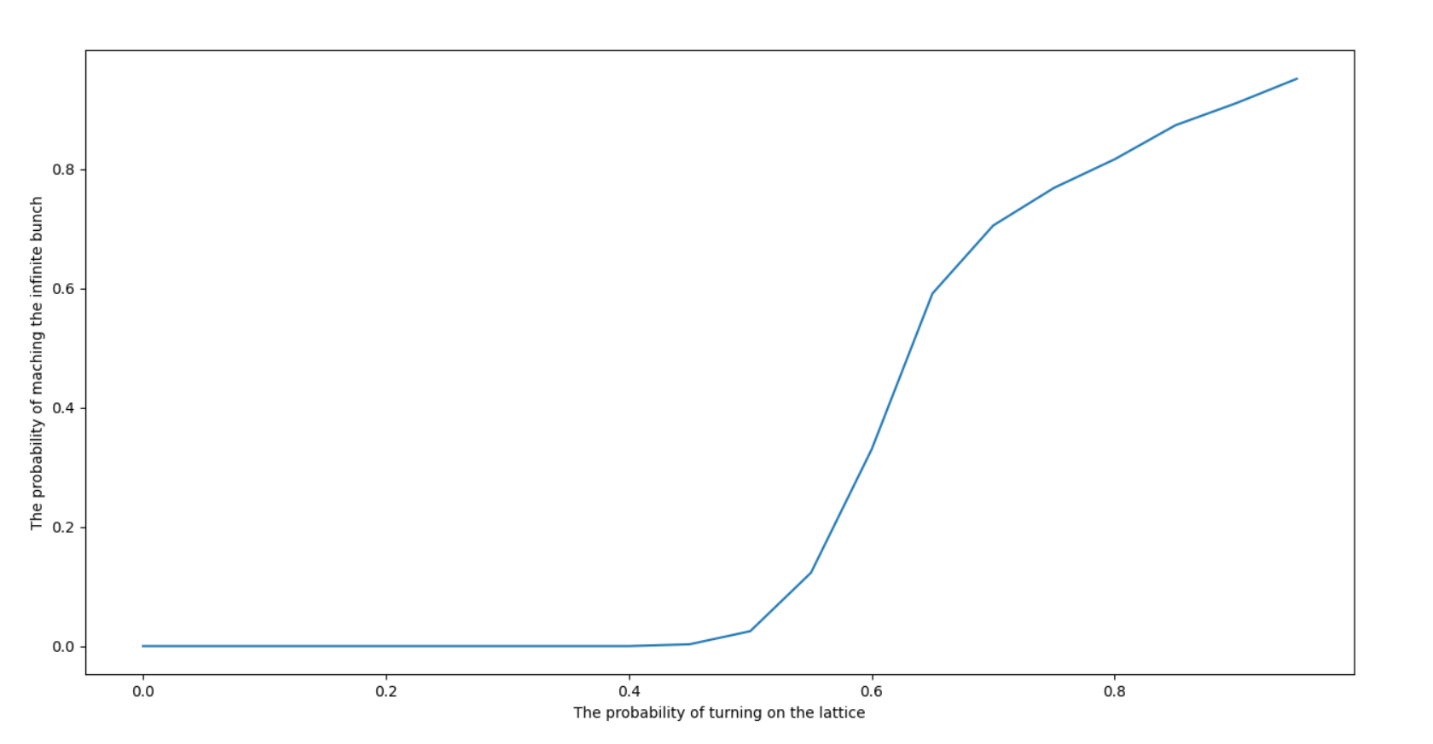 The probability of maching the infinite bunch
0.8
0.6
0.4
0.2
0.0
0.0 0.2 0.4 0.6 0.8
The probability of turning on the lattice